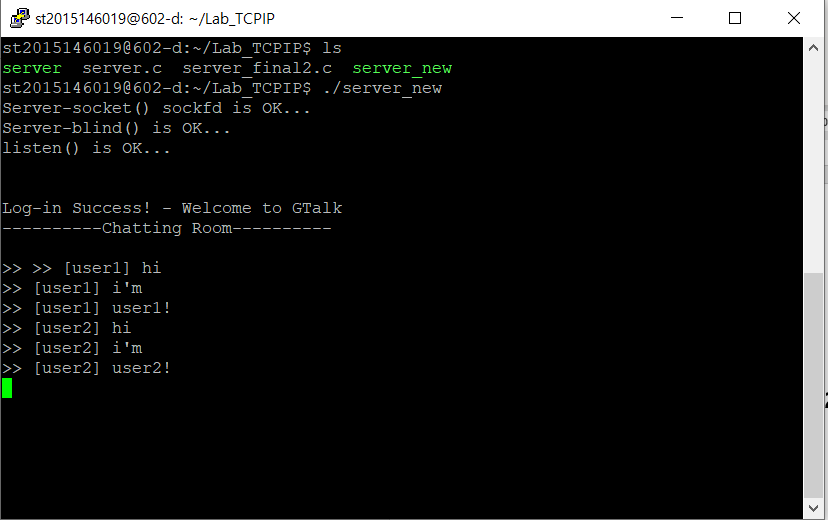 st2015146019@602-d: ~/Lab_TCPIP
st2015146019@602-d:~/Lab_TCPIP$ ls
server  server.c  server_final2.c  server_new
st2015146019@602-d:~/Lab_TCPIP$ ./server_new
Server-socket() sockfd is OK...
Server-blind() is OK...
listen() is OK...
Log-in Success! - Welcome to GTalk
----------Chatting Room----------
>> >> [user1] hi
>> [user1] i'm
>> [user1] user1!
>> [user2] hi
>> [user2] i'm
>> [user2] user2!